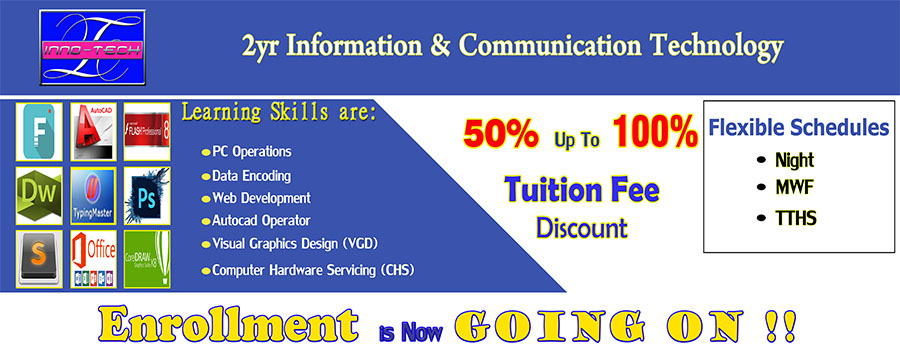 INNO-TECH
2yr Information & Communication Technology
Learning Skills are:
PC Operations
Data Encoding
Web Development
Autocad Operator
Visual Graphics Design (VGD)
Computer Hardware Servicing (CHS)
AutoCAD
F
A
FLASH Professional 8
Dw
TypingMaster
Ps
S
Office
CorelDRAW
50% Up To 100%
Tuition Fee
Discount
Flexible Schedules
Night
MWF
TTHS
Enrollment is Now GOING ON !!